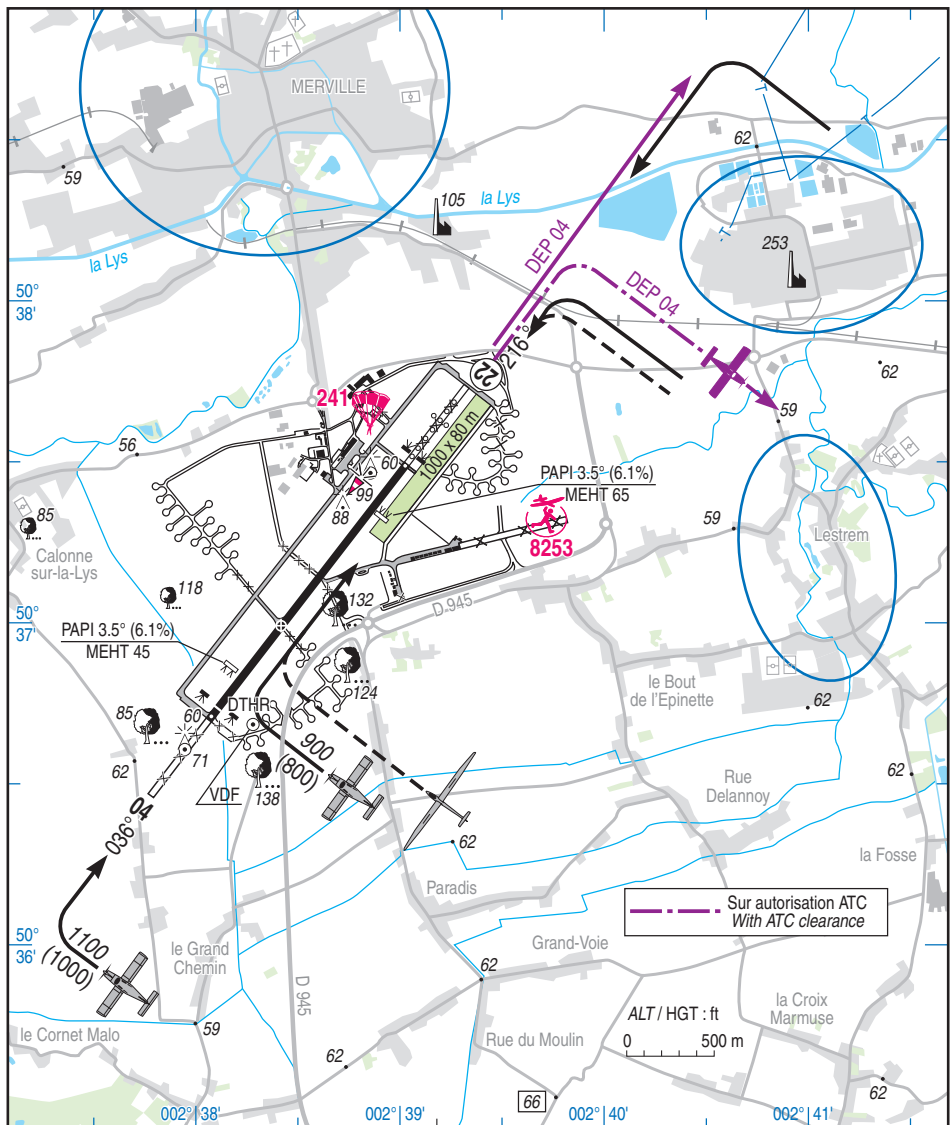 MERVILLE
62
59
105
la Lys
la Lys
253
DEP 04
DEP 04
50°
38'
216°
22
62
241
59
56
1000 x 80 m
60
PAPI 3.5° (6.1%)
MEHT 65
99
88
85
8253
59
Lestrem
Calonne
sur-la-Lys
118
132
D 945
50°
37'
PAPI 3.5° (6.1%)
MEHT 45
124
le Bout
de l'Epinette
62
85
60
DTHR
71
900
(800)
62
VDF
138
04
036°
Rue
Delannoy
62
62
la Fosse
Paradis
Sur autorisation ATC
With ATC clearance
50°
36'
1100
(1000)
le Grand
Chemin
Grand-Voie
D 945
62
la Croix
Marmuse
ALT / HGT : ft
0 500 m
59
le Cornet Malo
Rue du Moulin
62
62
66
002° 38'
002° 39'
002° 40'
002° 41'